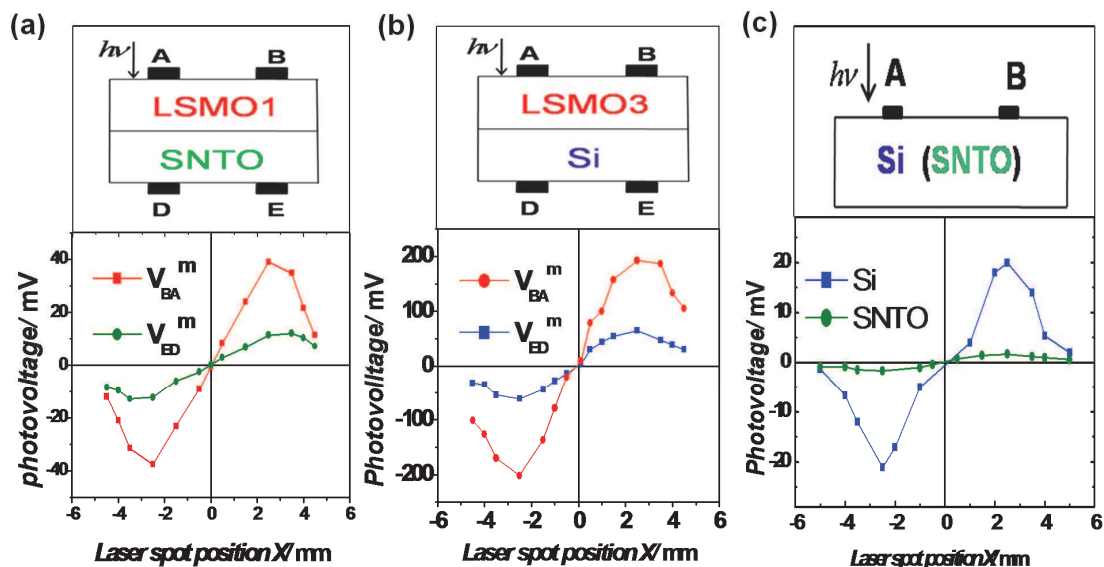 (a)
hν
A
B
LSMO1
SNTO
D
E
photovoltage/ mV
40
20
0
-20
-40
V_BA^m
V_ED^m
-6 -4 -2 0 2 4 6
Laser spot position X/ mm
(b)
hν
A
B
LSMO3
Si
D
E
Photovoltage/ mV
200
100
0
-100
-200
V_BA^m
V_ED^m
-6 -4 -2 0 2 4 6
Laser spot position X/ mm
(c)
hν
A
B
Si (SNTO)
Photovolltage/ mV
20
10
0
-10
-20
Si
SNTO
-6 -4 -2 0 2 4 6
Laser spot position X/ mm